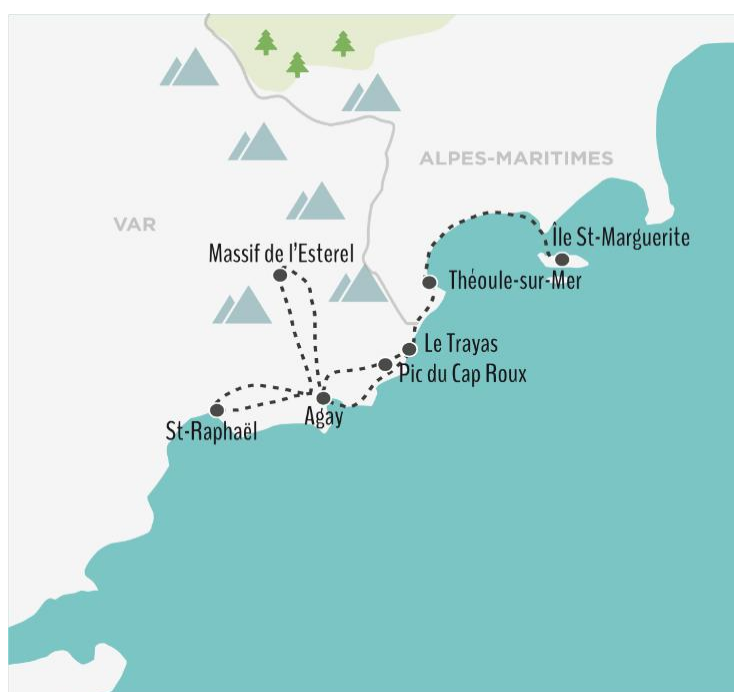 ALPES-MARITIMES
VAR
Île St-Marguerite
Massif de l'Esterel
Théoule-sur-Mer
Le Trayas
Pic du Cap Roux
Agay
St-Raphaël